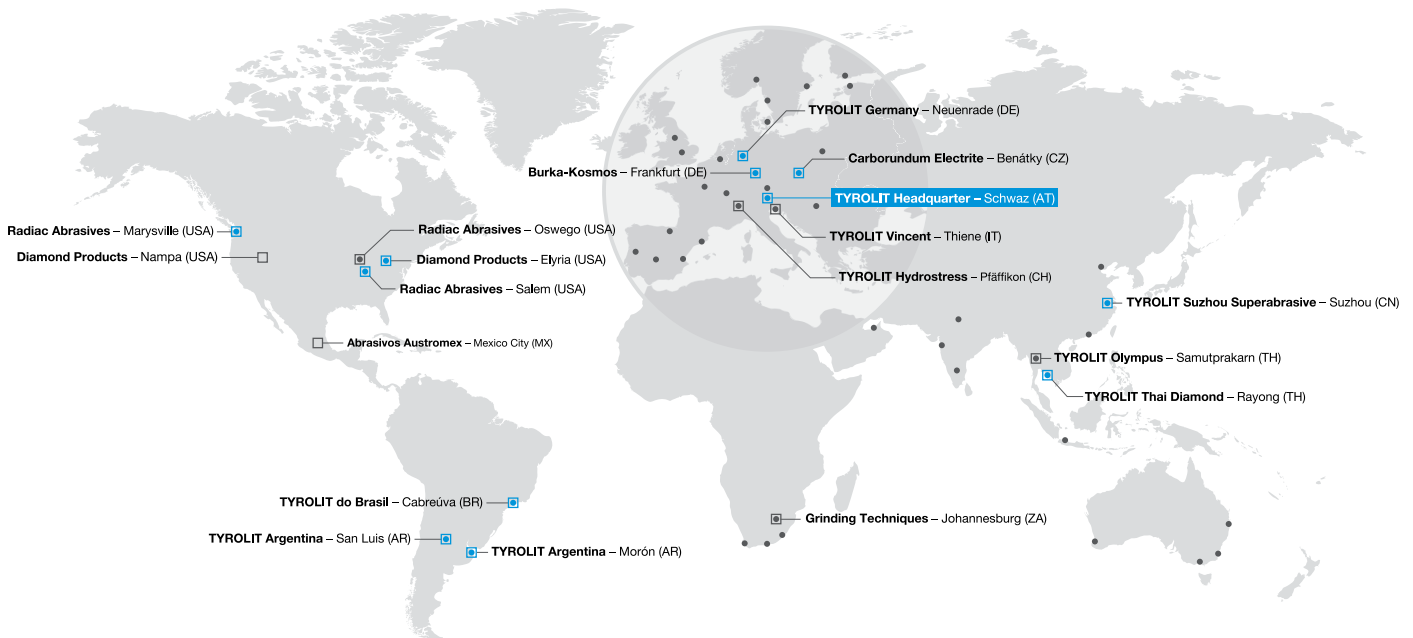 TYROLIT Germany – Neuenrade (DE)
Carborundum Electrite – Benátky (CZ)
Burka-Kosmos – Frankfurt (DE)
TYROLIT Headquarter – Schwaz (AT)
Radiac Abrasives – Marysville (USA)
Radiac Abrasives – Oswego (USA)
TYROLIT Vincent – Thiene (IT)
Diamond Products – Nampa (USA)
Diamond Products – Elyria (USA)
TYROLIT Hydrostress – Pfäffikon (CH)
Radiac Abrasives – Salem (USA)
TYROLIT Suzhou Superabrasive – Suzhou (CN)
Abrasivos Austromex – Mexico City (MX)
TYROLIT Olympus – Samutprakarn (TH)
TYROLIT Thai Diamond – Rayong (TH)
TYROLIT do Brasil – Cabreúva (BR)
Grinding Techniques – Johannesburg (ZA)
TYROLIT Argentina – San Luis (AR)
TYROLIT Argentina – Morón (AR)